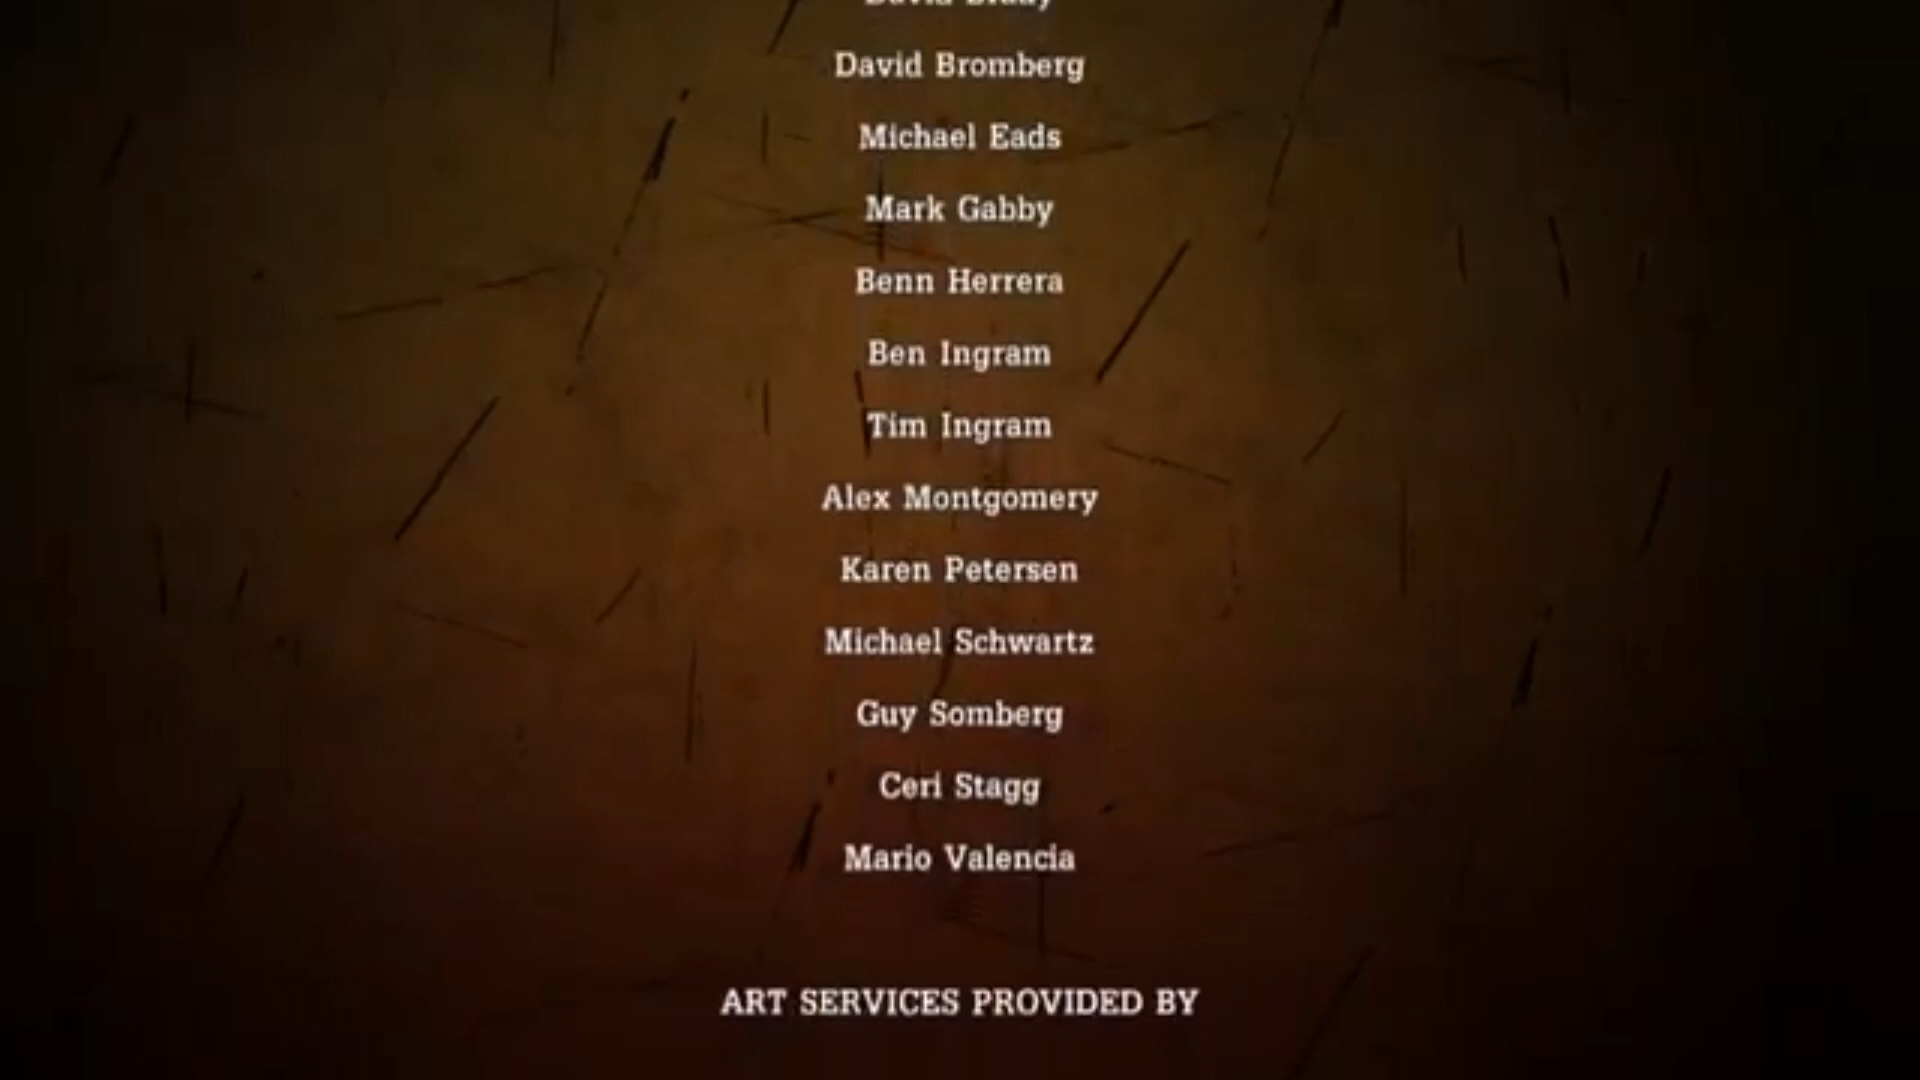 David Bromberg
Michael Eads
Mark Gabby
Benn Herrera
Ben Ingram
Tim Ingram
Alex Montgomery
Karen Petersen
Michael Schwartz
Guy Somberg
Ceri Stagg
Mario Valencia
ART SERVICES PROVIDED BY